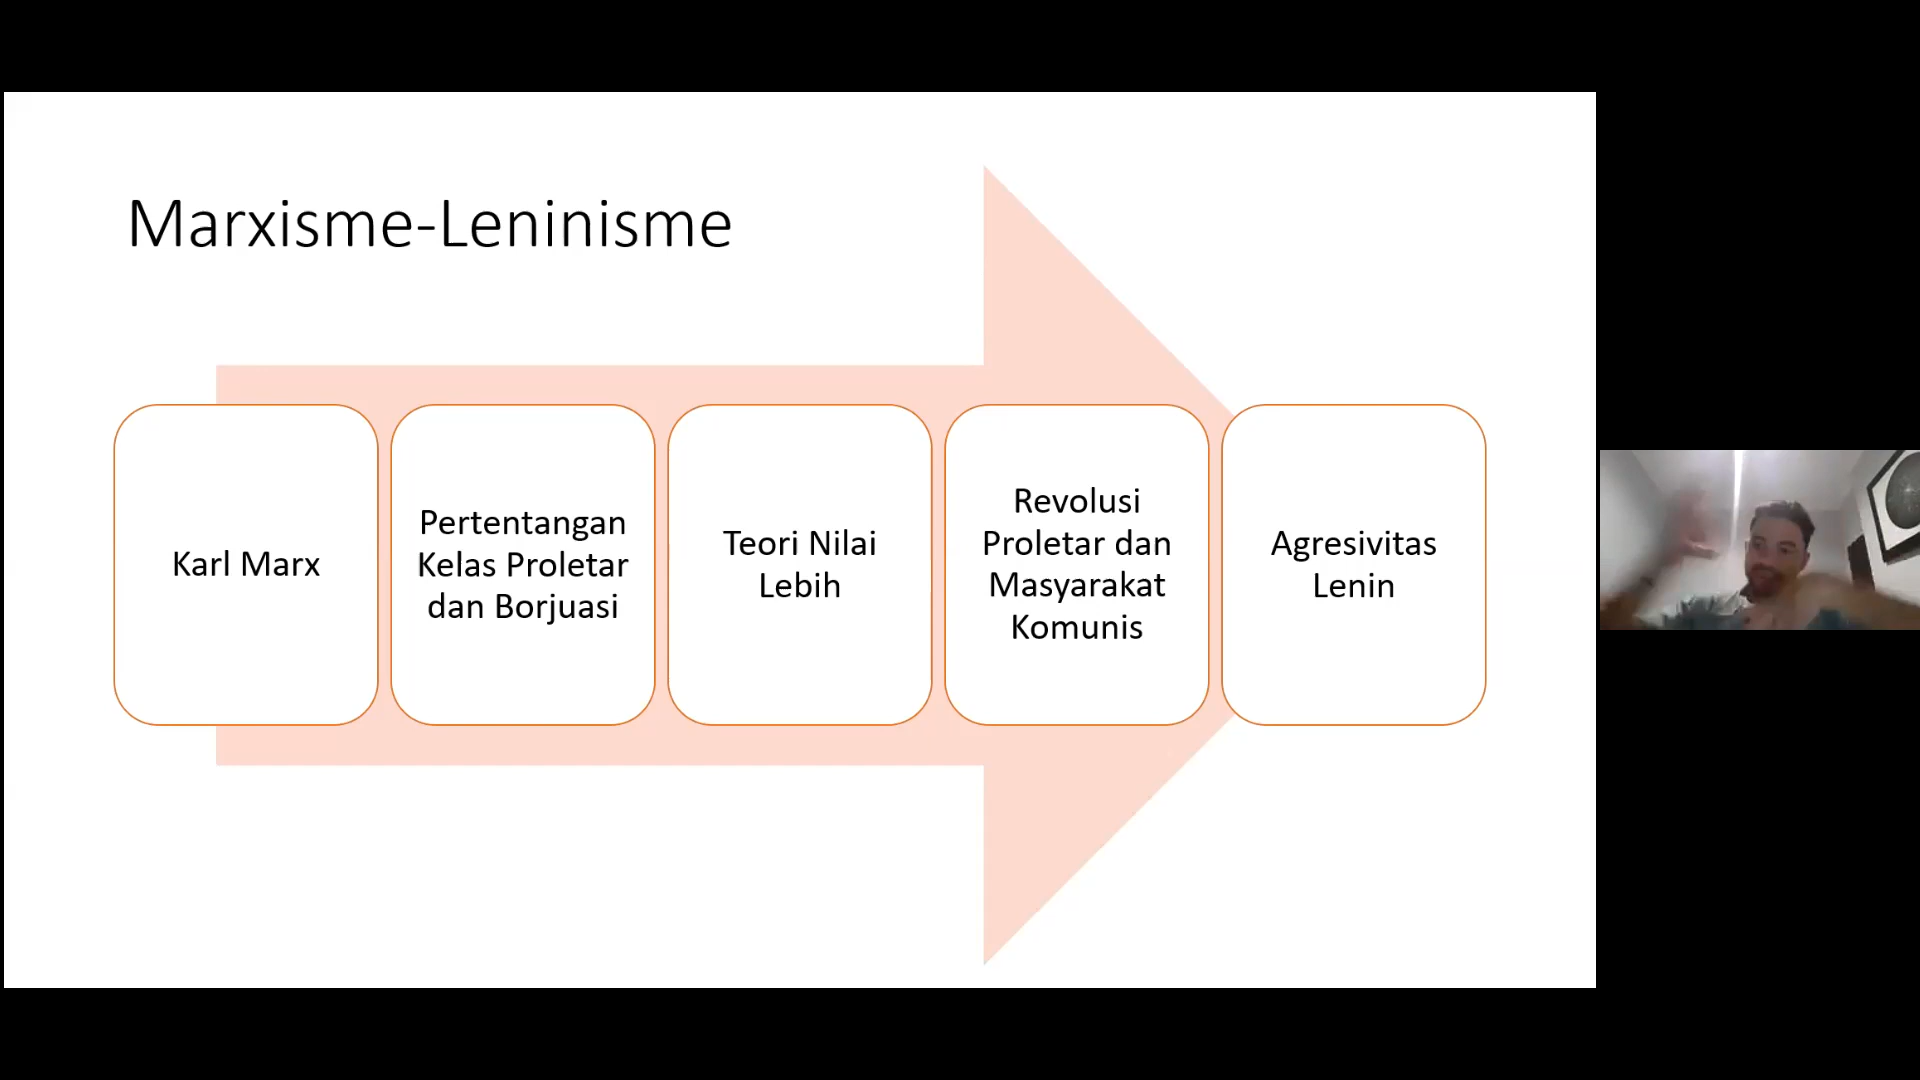 Marxisme-Leninisme
Karl Marx
Pertentangan
Kelas Proletar
dan Borjuasi
Teori Nilai
Lebih
Revolusi
Proletar dan
Masyarakat
Komunis
Agresivitas
Lenin